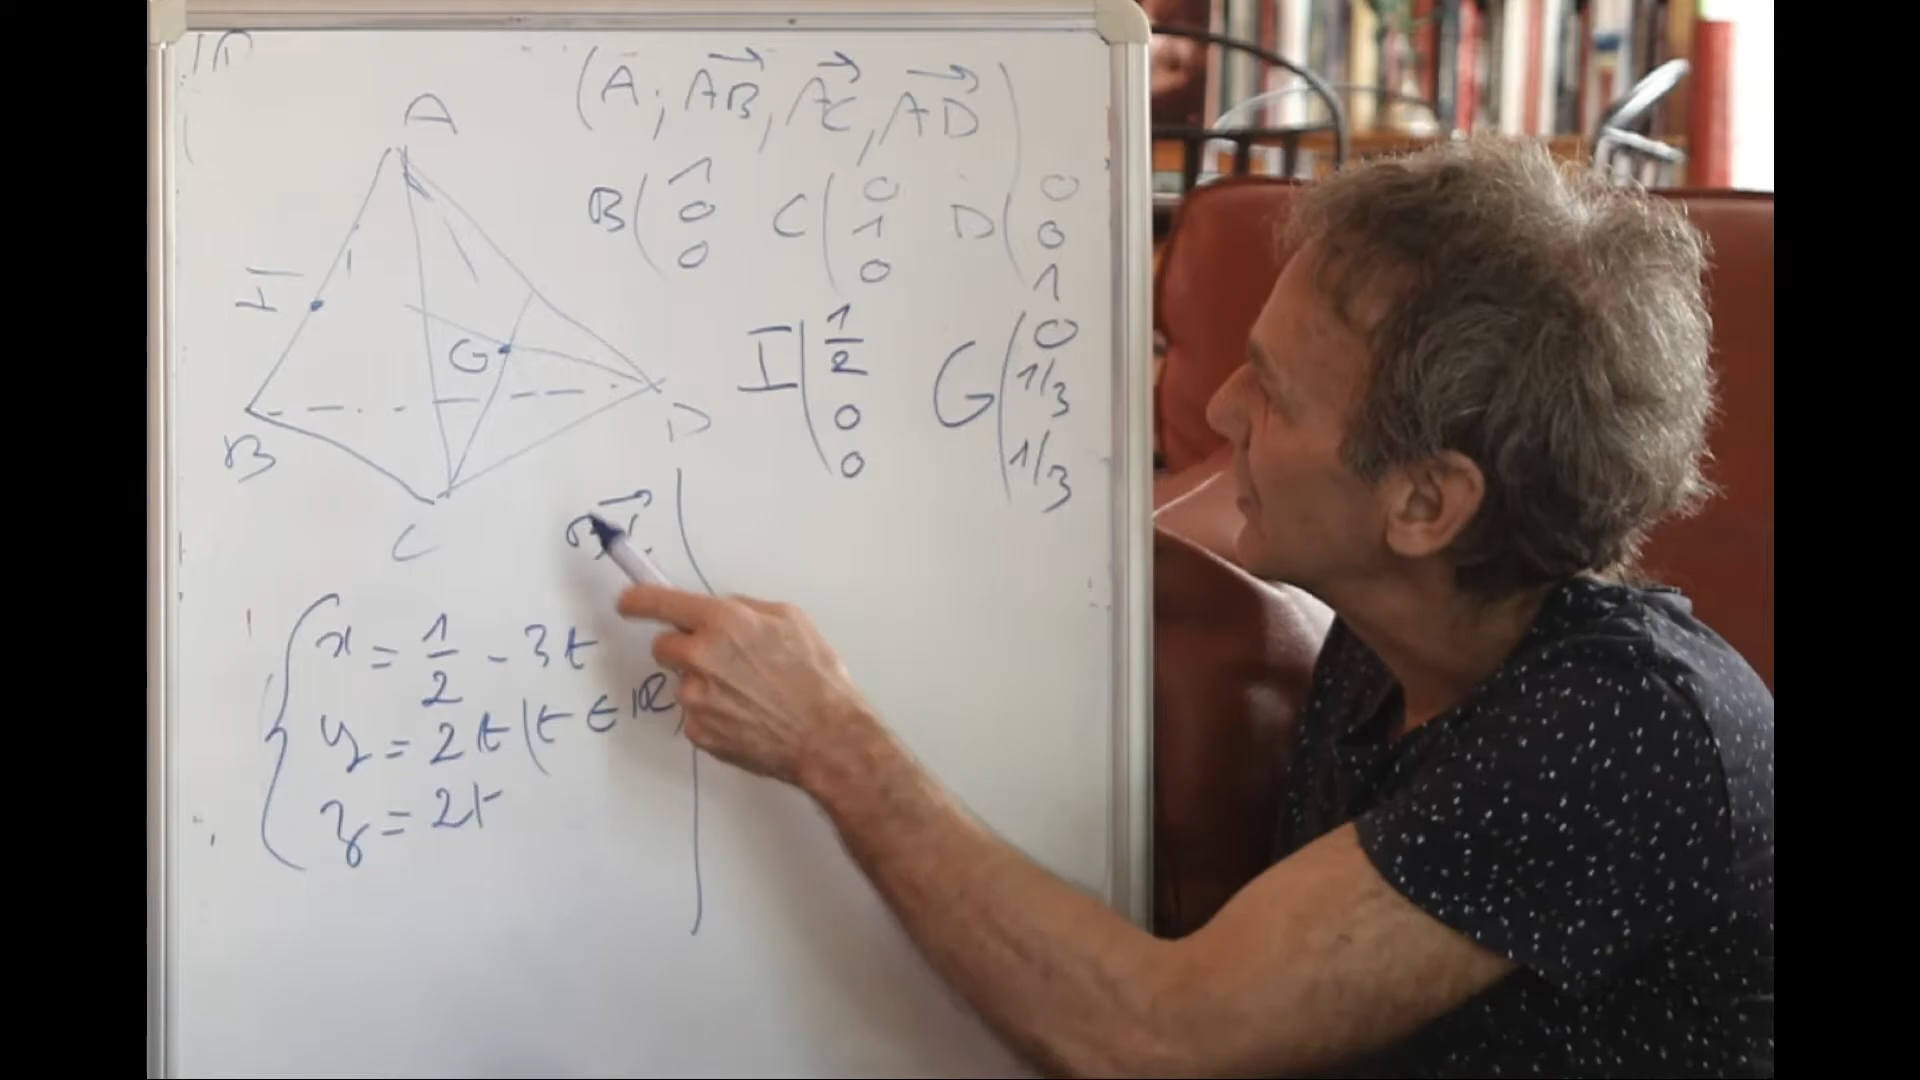 A
(A; AB, AC, AD)
B ( 1 0 0
C ( 0 1 0
D ( 0 0 1
I
G
B
D
C
I ( 1/2 0 0
G ( 0 1/3 1/3
{ x = 1/2 - 3t
y = 2t (t ∈ ℝ)
z = 2t